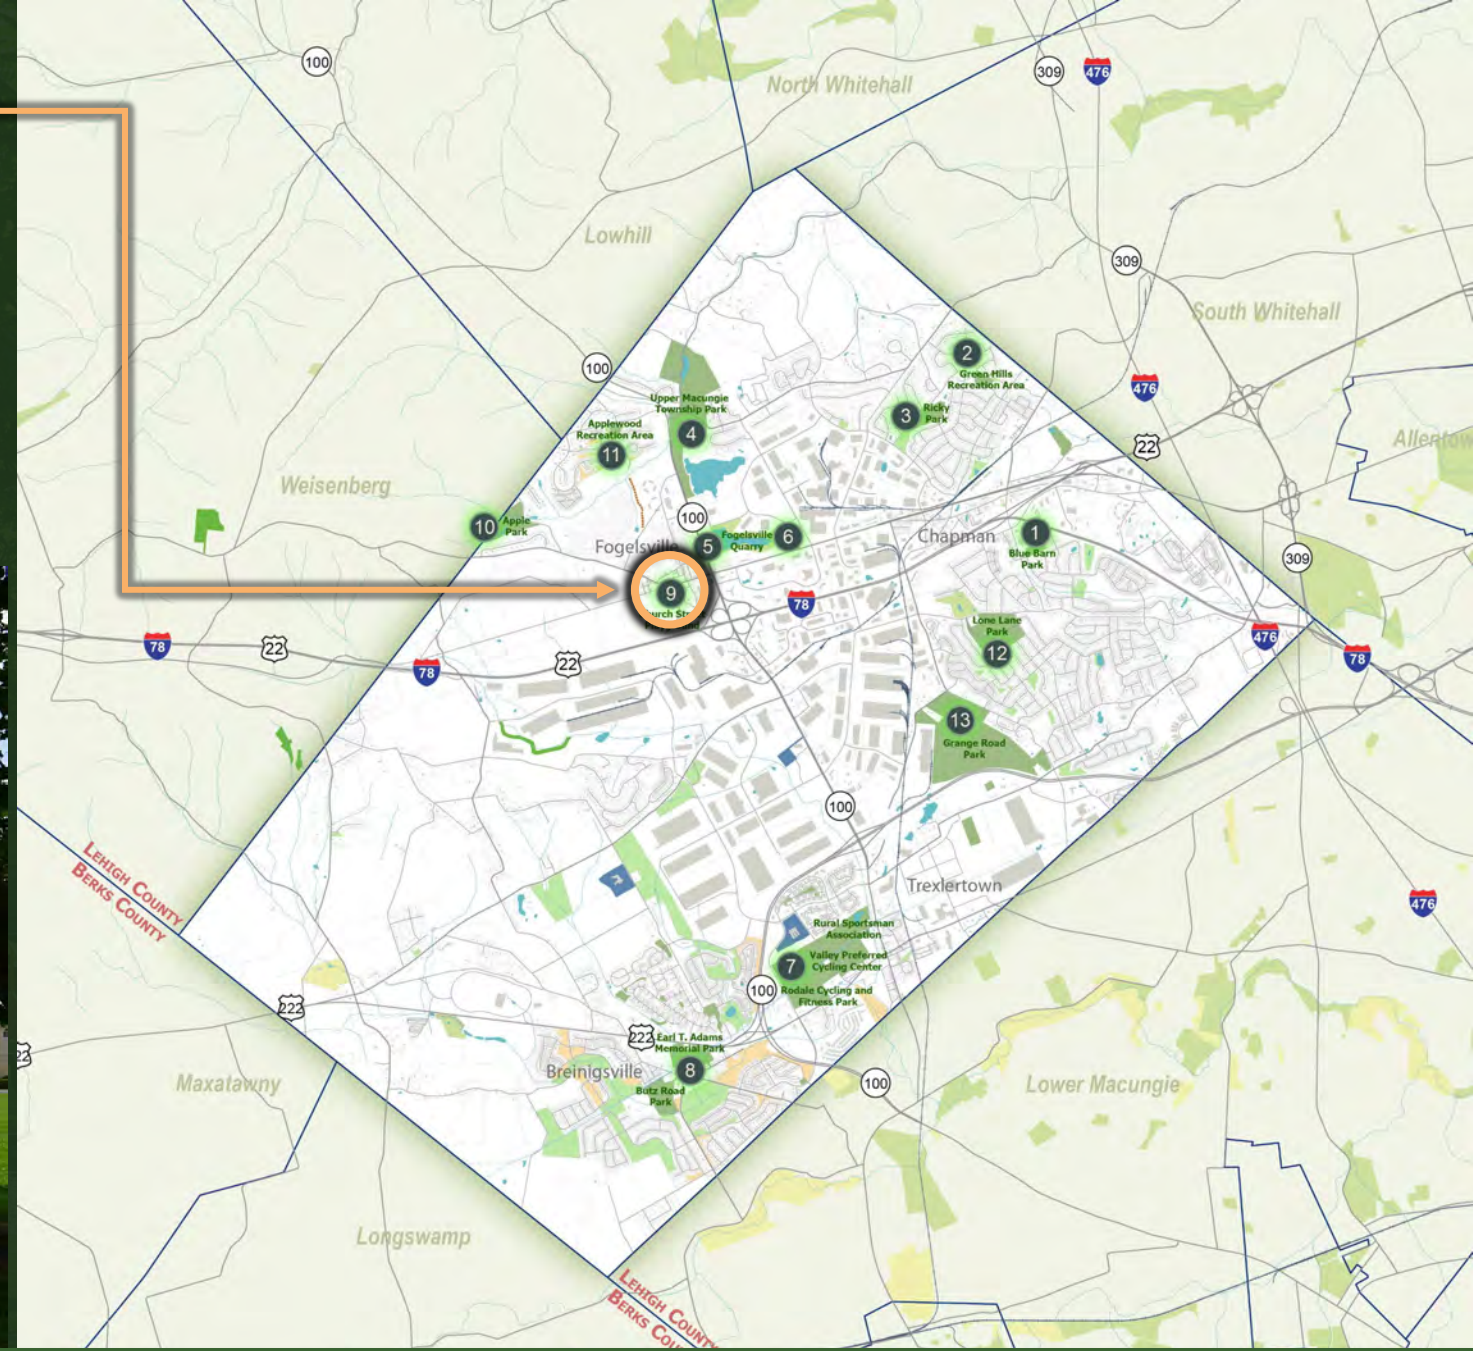 100
North Whitehall
309
476
Lowhill
309
South Whitehall
2
Green Hills
Recreation Area
100
476
Upper Macungie
Township Park
3
Ricky
Park
Applewood
Recreation Area
4
22
11
Weisenberg
100
10
Apple
Park
Fogelsville
5
Fogelsville
Quarry
6
Chapman
1
Blue Barn
Park
309
9
78
Lone Lane
Park
476
78
22
22
78
12
78
13
Grange Road
Park
100
Lehigh County
Berks County
Trexlertown
476
Rural Sportsman
Association
7
Valley Preferred
Cycling Center
100
Rodale Cycling and
Fitness Park
222
222
Earl T. Adams
Memorial Park
Breinigsville
8
Butz Road
Park
Maxatawny
100
Lower Macungie
Longswamp
Lehigh
Berks